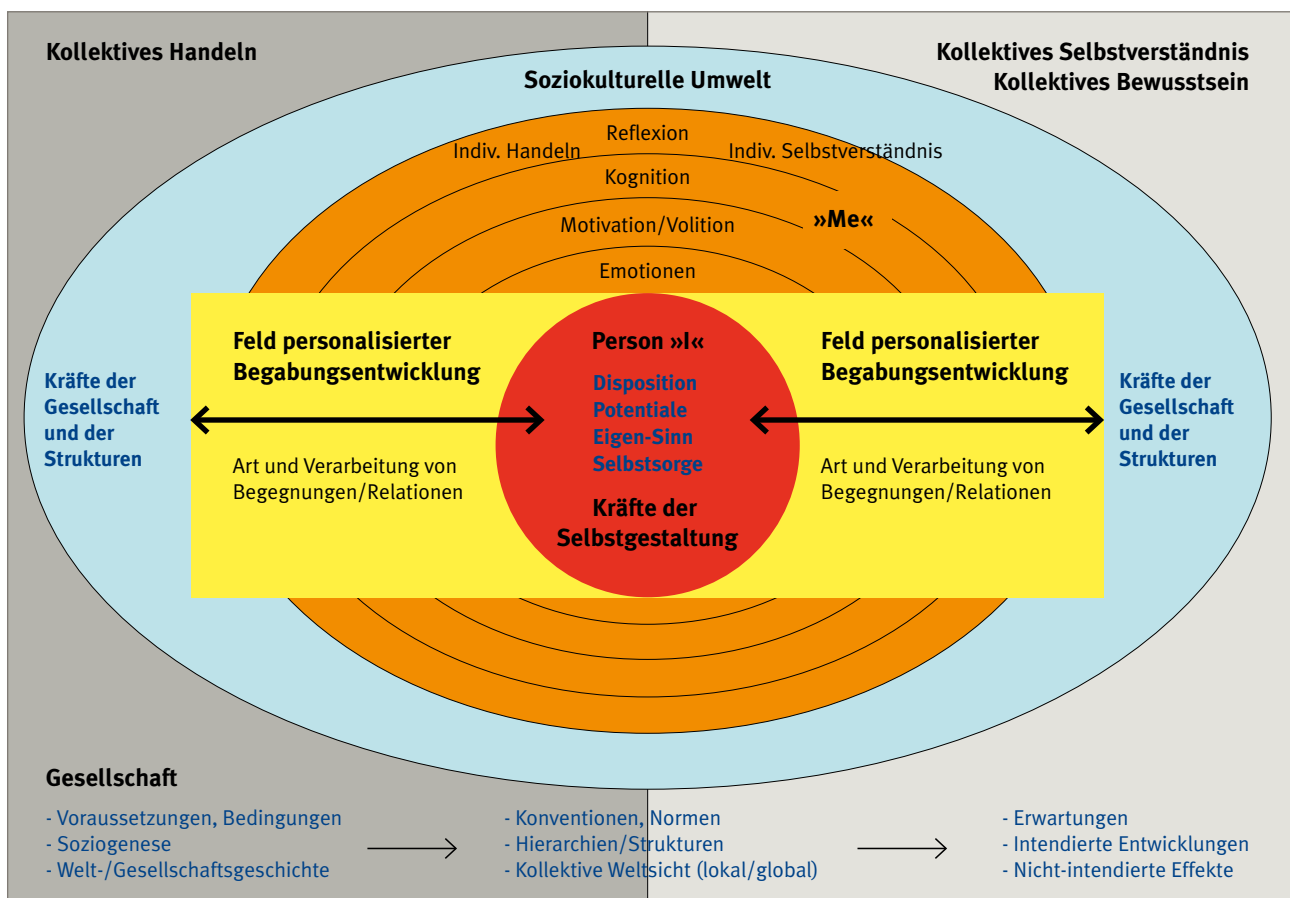 Kollektives Handeln
Kollektives Selbstverständnis
Kollektives Bewusstsein
Soziokulturelle Umwelt
Reflexion
Indiv. Handeln
Indiv. Selbstverständnis
Kognition
»Me«
Motivation/Volition
Emotionen
Kräfte der
Gesellschaft
und der
Strukturen
Feld personalisierter
Begabungsentwicklung
Art und Verarbeitung von
Begegnungen/Relationen
Person »I«
Disposition
Potentiale
Eigen-Sinn
Selbstsorge
Kräfte der
Selbstgestaltung
Feld personalisierter
Begabungsentwicklung
Art und Verarbeitung von
Begegnungen/Relationen
Kräfte der
Gesellschaft
und der
Strukturen
Gesellschaft
- Voraussetzungen, Bedingungen
- Soziogenese
- Welt-/Gesellschaftsgeschichte
- Konventionen, Normen
- Hierarchien/Strukturen
- Kollektive Weltsicht (lokal/global)
- Erwartungen
- Intendierte Entwicklungen
- Nicht-intendierte Effekte